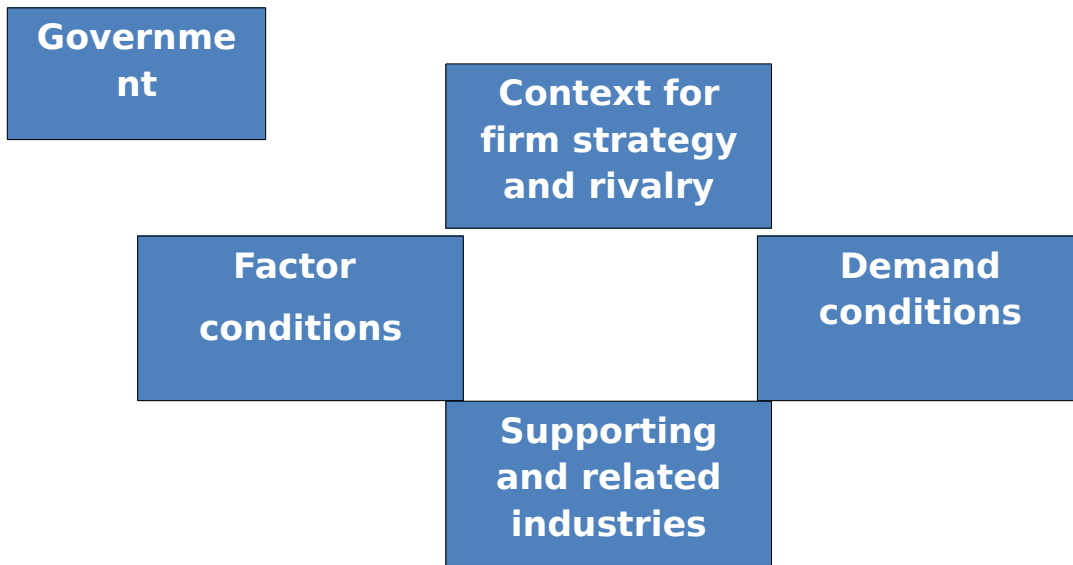 Governme
nt
Context for
firm strategy
and rivalry
Factor
conditions
Demand
conditions
Supporting
and related
industries